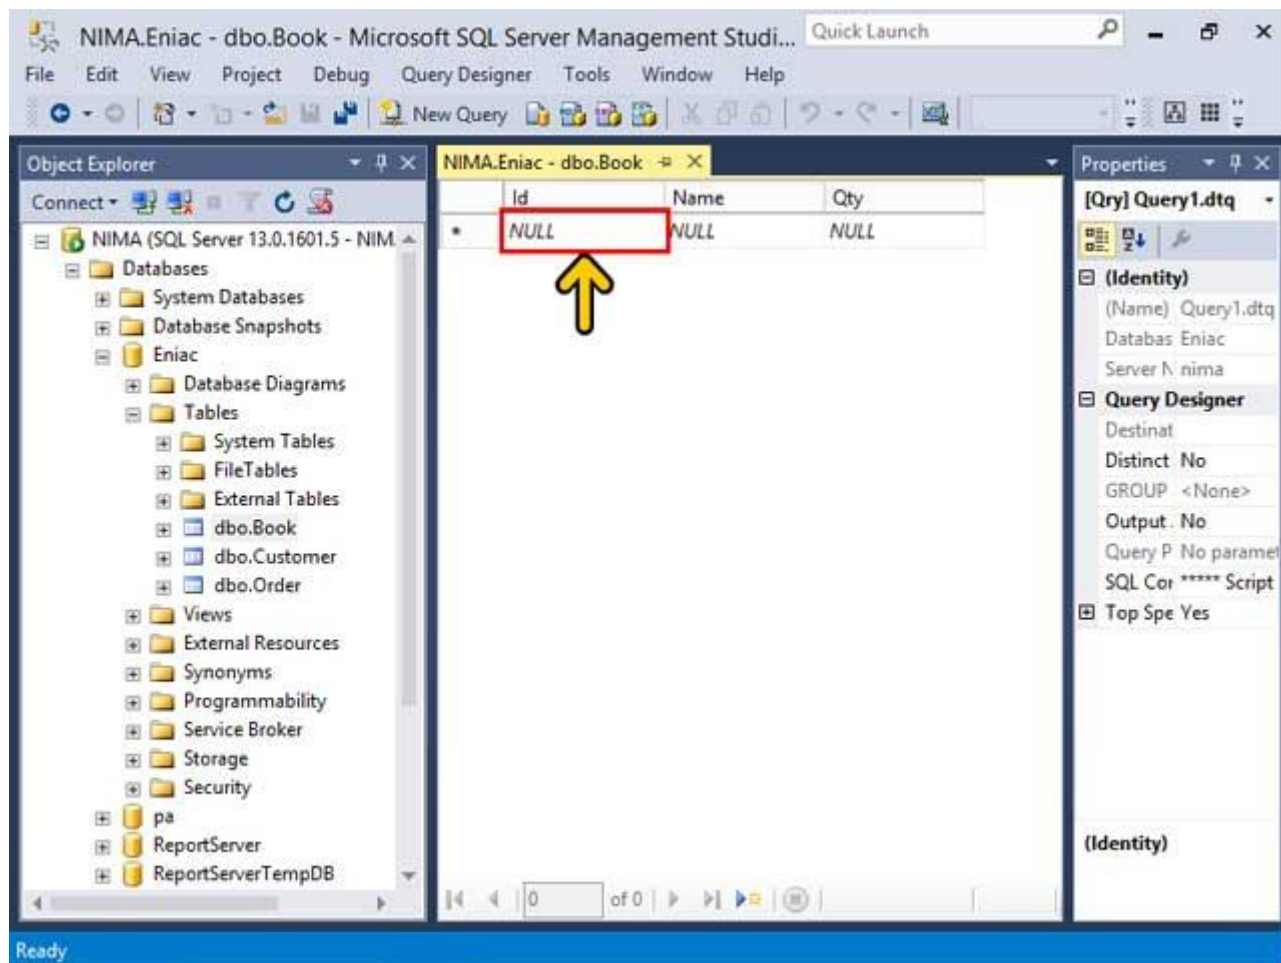 NIMA.Eniac - dbo.Book - Microsoft SQL Server Management Studi...
Quick Launch
File Edit View Project Debug Query Designer Tools Window Help
New Query
Object Explorer
Connect
NIMA (SQL Server 13.0.1601.5 - NIM
Databases
System Databases
Database Snapshots
Eniac
Database Diagrams
Tables
System Tables
FileTables
External Tables
dbo.Book
dbo.Customer
dbo.Order
Views
External Resources
Synonyms
Programmability
Service Broker
Storage
Security
pa
ReportServer
ReportServerTempDB
NIMA.Eniac - dbo.Book
Id Name Qty
NULL NULL NULL
0 of 0
Properties
[Qry] Query1.dtq
(Identity)
(Name) Query1.dtq
Databas Eniac
Server N nima
Query Designer
Destinat
Distinct No
GROUP <None>
Output . No
Query P No paramet
SQL Cor ***** Script
Top Spe Yes
(Identity)
Ready